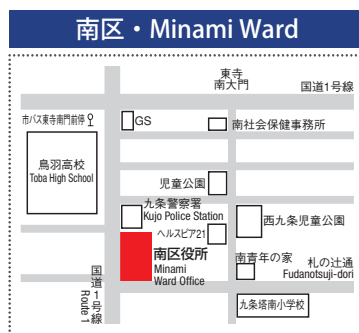 南区・Minami Ward
東寺
南大門
国道1号線
市バス東寺南門前停
GS
南社会保健事務所
鳥羽高校
Toba High School
児童公園
九条警察署
Kujo Police Station
西九条児童公園
ヘルスピア21
南区役所
Minami
Ward Office
南青年の家
札の辻通
Fudanotsuji-dori
国道1号線
Route 1
九条塔南小学校